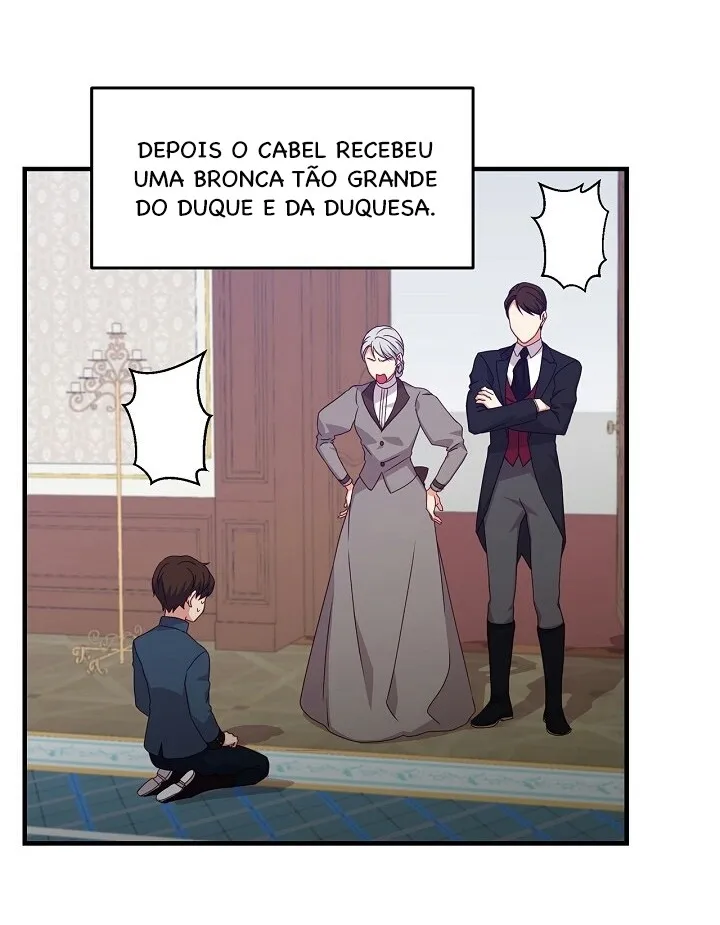 DEPOIS O CABEL RECEBEU
UMA BRONCA TÃO GRANDE
DO DUQUE E DA DUQUESA.